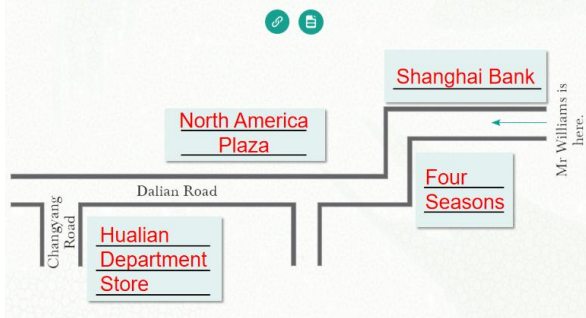 Shanghai Bank
North America
Plaza
Mr Williams is
here.
Four
Seasons
Dalian Road
Changyang
Road
Hualian
Department
Store